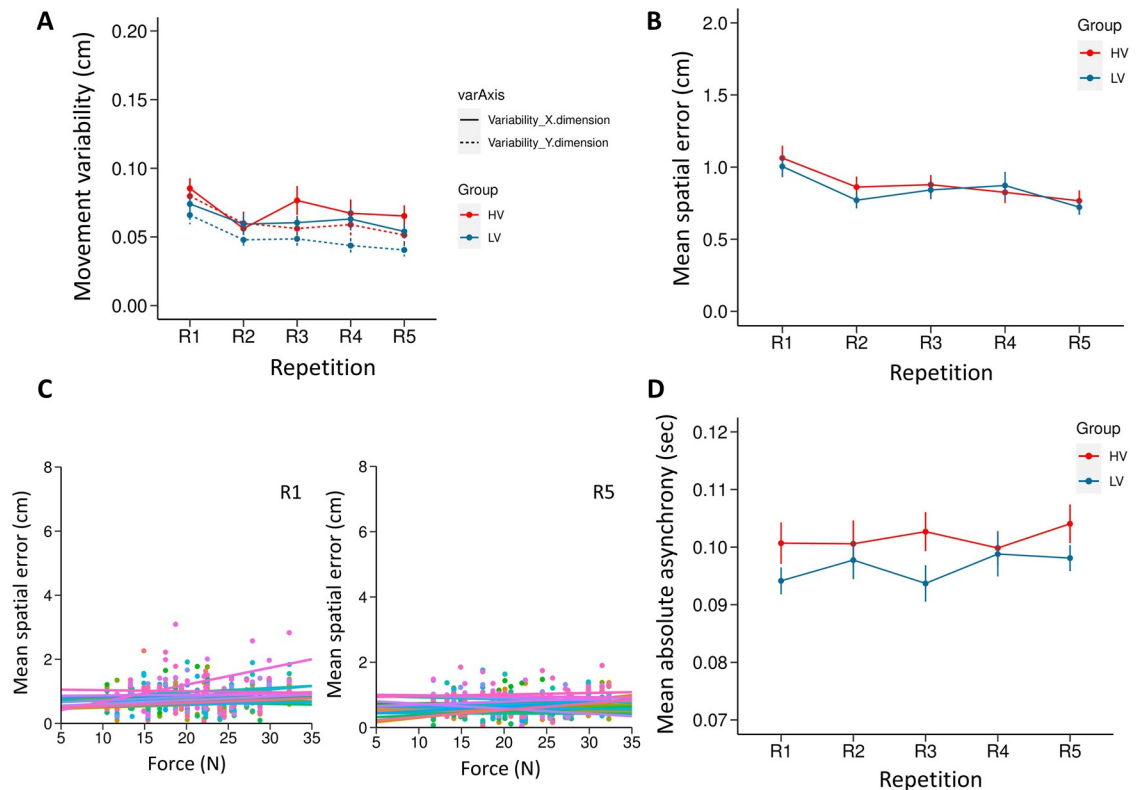 A
Movement variability (cm)
0.20
0.15
0.10
0.05
0.00
R1 R2 R3 R4 R5
Repetition
varAxis
Variability_X.dimension
Variability_Y.dimension
Group
HV
LV
B
Mean spatial error (cm)
2.0
1.5
1.0
0.5
0.0
R1 R2 R3 R4 R5
Repetition
Group
HV
LV
C
Mean spatial error (cm)
8
6
4
2
0
5 10 15 20 25 30 35
Force (N)
R1
Mean spatial error (cm)
8
6
4
2
0
5 10 15 20 25 30 35
Force (N)
R5
D
Mean absolute asynchrony (sec)
0.12
0.11
0.10
0.09
0.08
0.07
R1 R2 R3 R4 R5
Repetition
Group
HV
LV